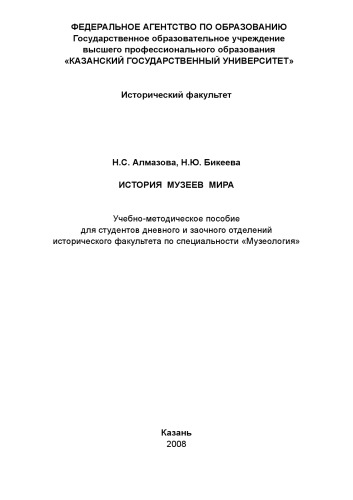 ФЕДЕРАЛЬНОЕ АГЕНТСТВО ПО ОБРАЗОВАНИЮ
Государственное образовательное учреждение
высшего профессионального образования
«КАЗАНСКИЙ ГОСУДАРСТВЕННЫЙ УНИВЕРСИТЕТ»
Исторический факультет
Н.С. Алмазова, Н.Ю. Бикеева
ИСТОРИЯ МУЗЕЕВ МИРА
Учебно-методическое пособие
для студентов дневного и заочного отделений
исторического факультета по специальности «Музеология»
Казань
2008